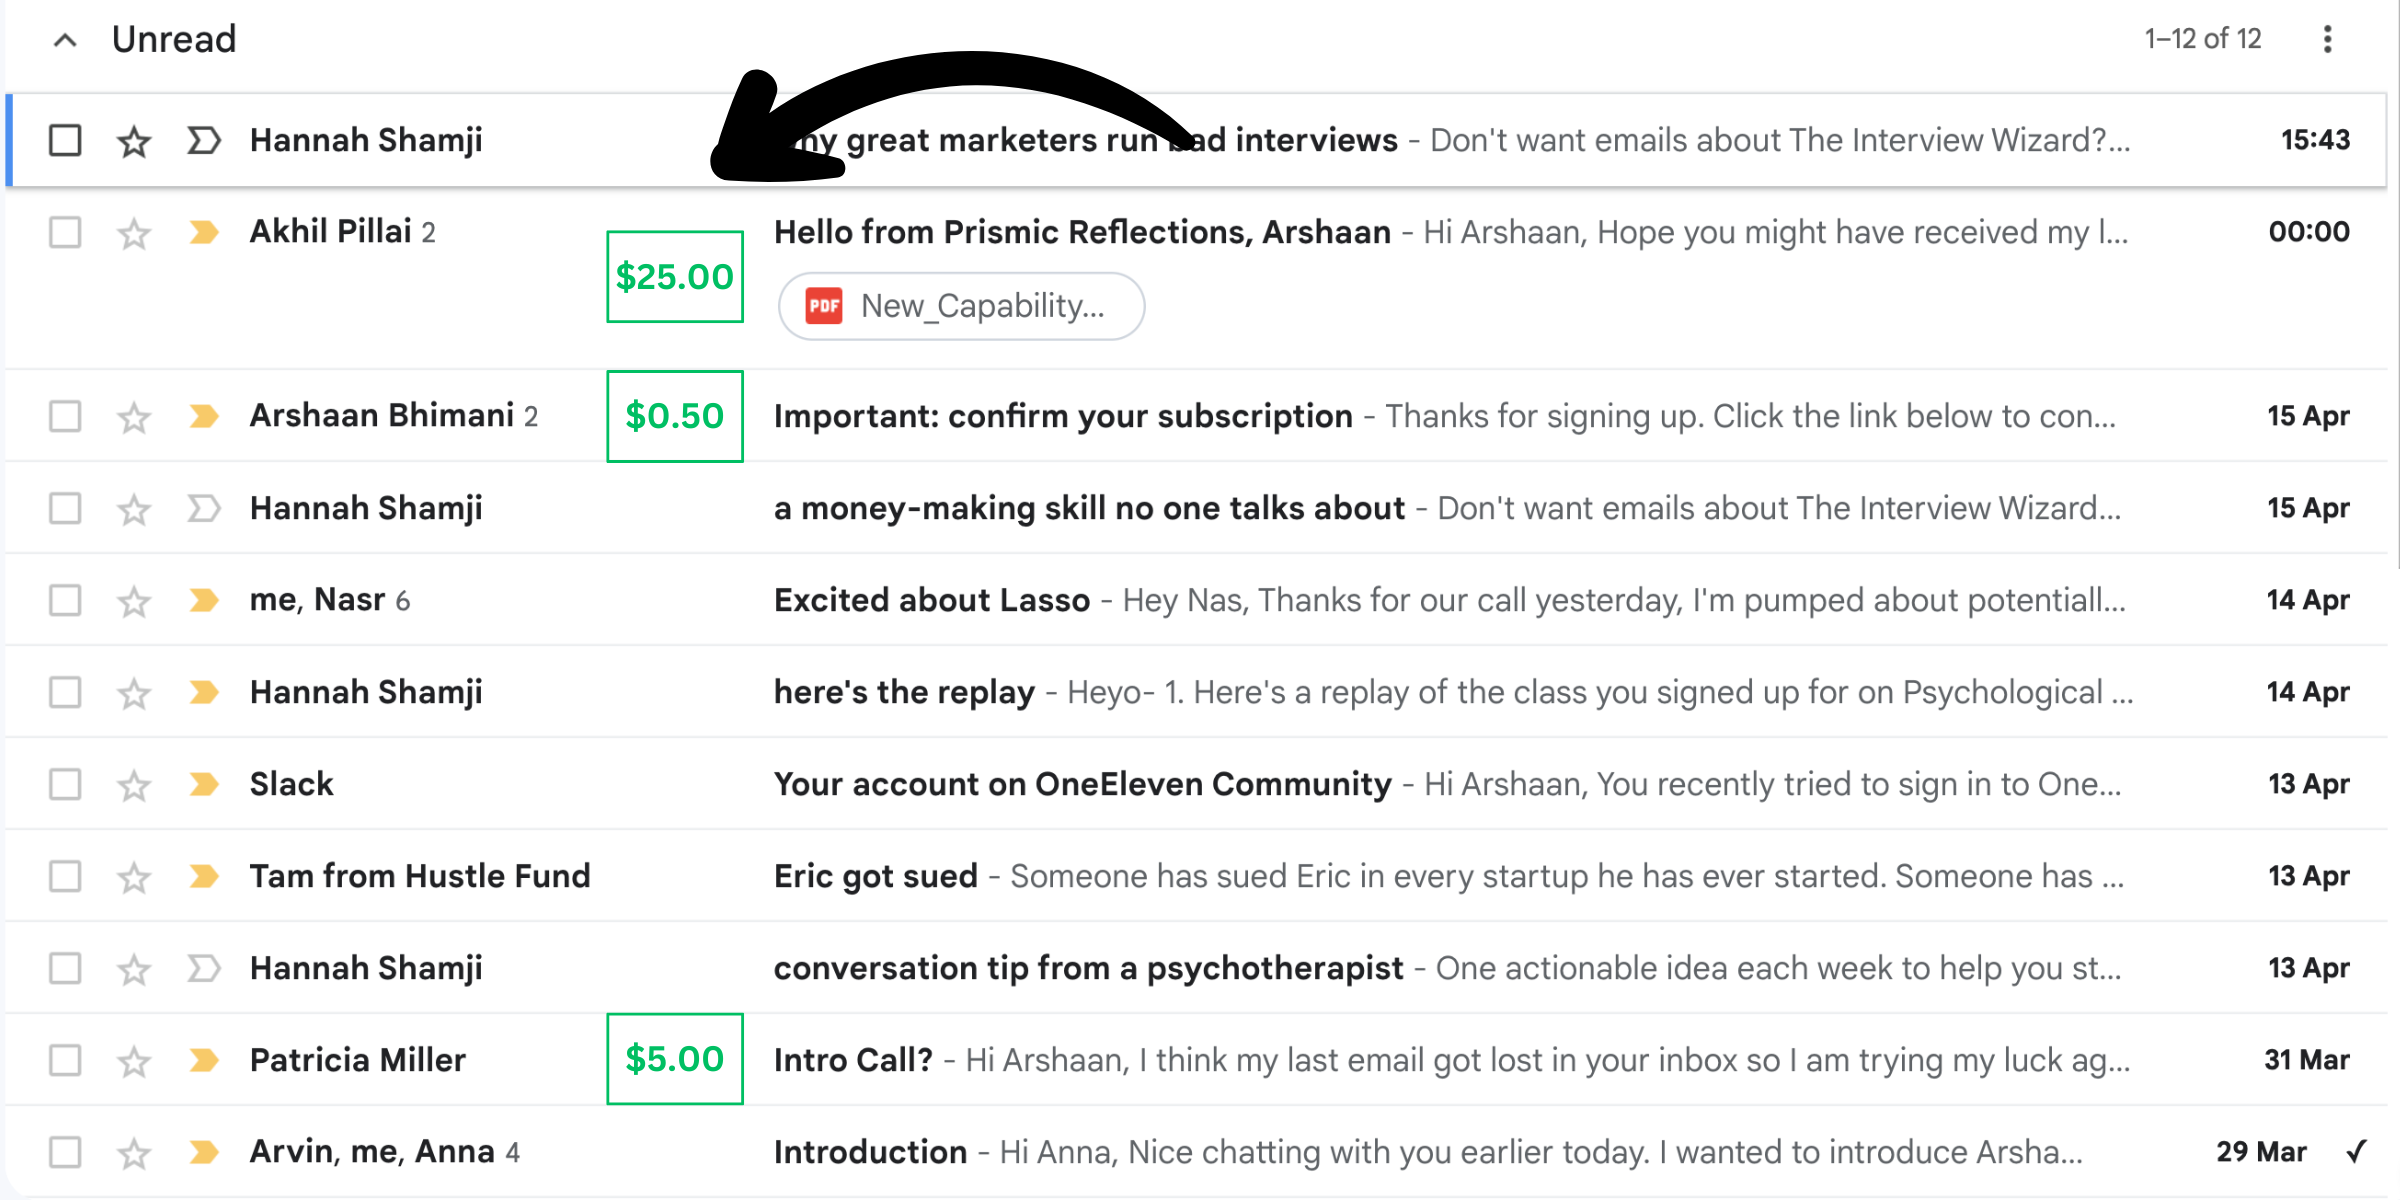 Unread 1–12 of 12
Hannah Shamji great marketers run interviews - Don't want emails about The Interview Wizard?... 15:43
Akhil Pillai 2 Hello from Prismic Reflections, Arshaan - Hi Arshaan, Hope you might have received my l... 00:00
$25.00
PDF New_Capability...
Arshaan Bhimani 2 $0.50 Important: confirm your subscription - Thanks for signing up. Click the link below to con... 15 Apr
Hannah Shamji a money-making skill no one talks about - Don't want emails about The Interview Wizard... 15 Apr
me, Nasr 6 Excited about Lasso - Hey Nas, Thanks for our call yesterday, I'm pumped about potentiall... 14 Apr
Hannah Shamji here's the replay - Heyo- 1. Here's a replay of the class you signed up for on Psychological ... 14 Apr
Slack Your account on OneEleven Community - Hi Arshaan, You recently tried to sign in to One... 13 Apr
Tam from Hustle Fund Eric got sued - Someone has sued Eric in every startup he has ever started. Someone has ... 13 Apr
Hannah Shamji conversation tip from a psychotherapist - One actionable idea each week to help you st... 13 Apr
Patricia Miller $5.00 Intro Call? - Hi Arshaan, I think my last email got lost in your inbox so I am trying my luck ag... 31 Mar
Arvin, me, Anna 4 Introduction - Hi Anna, Nice chatting with you earlier today. I wanted to introduce Arsha... 29 Mar